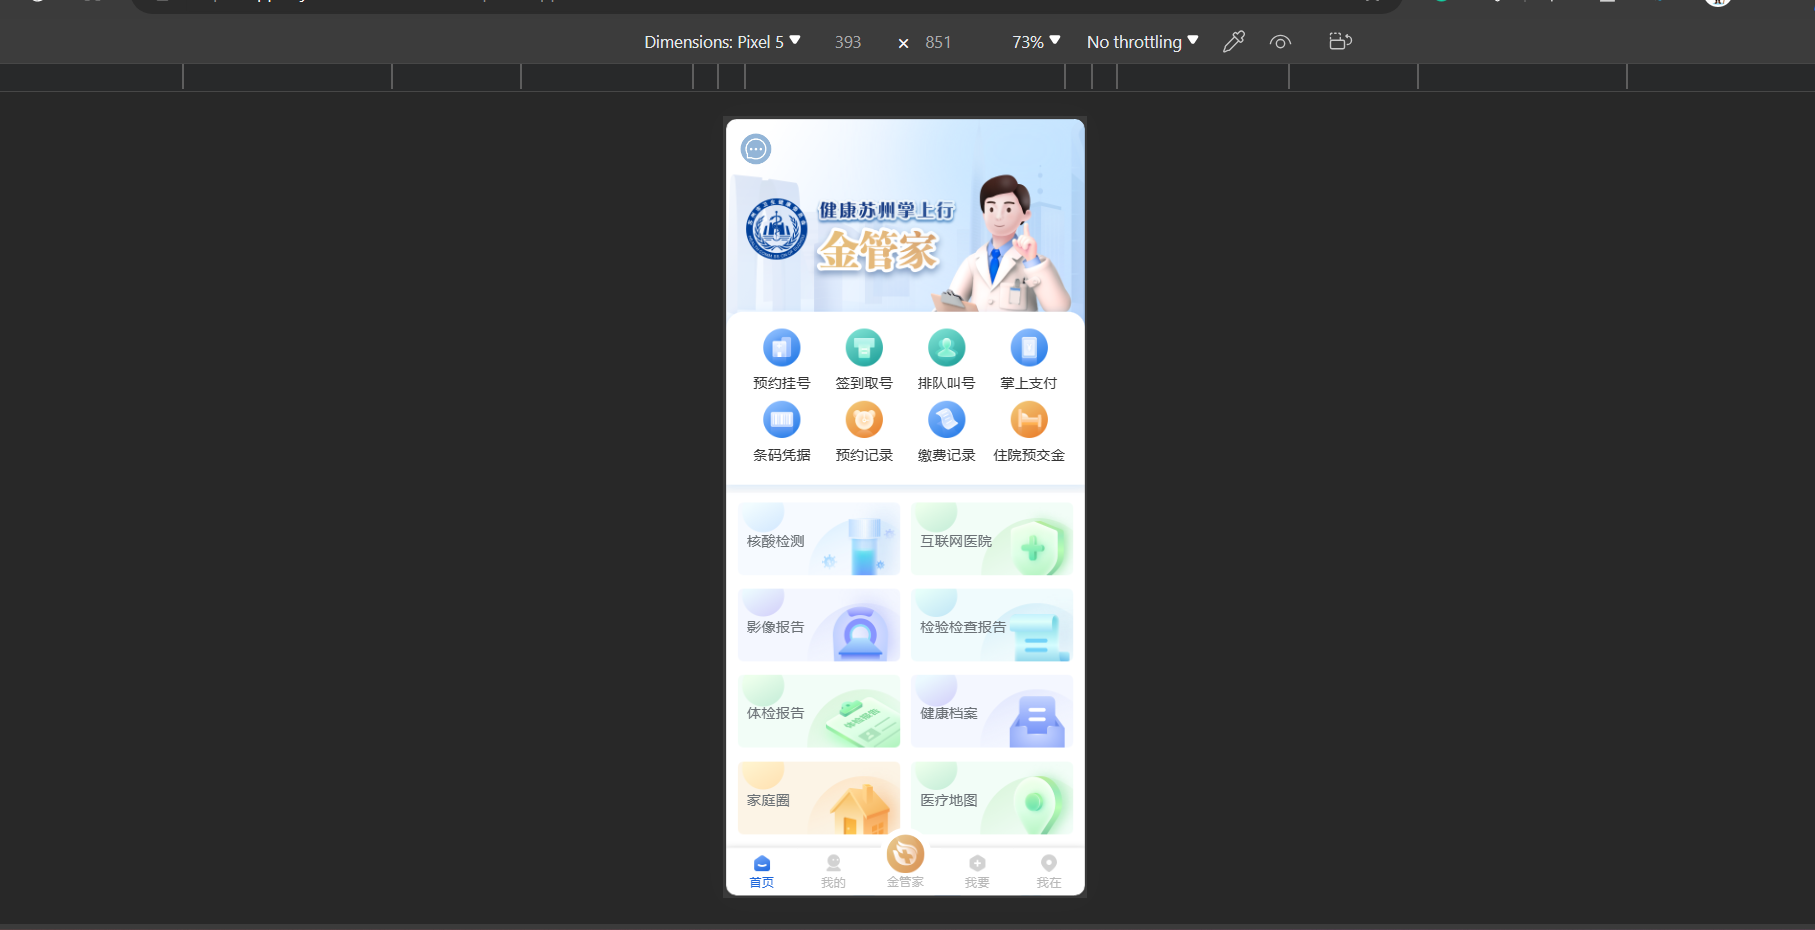 Dimensions: Pixel 5 393 × 851 73% No throttling
健康苏州掌上行
金管家
预约挂号 签到取号 排队叫号 掌上支付
条码凭据 预约记录 缴费记录 住院预交金
核酸检测 互联网医院
影像报告 检验检查报告
体检报告 健康档案
体检报告
家庭圈 医疗地图
首页 我的 金管家 我要 我在